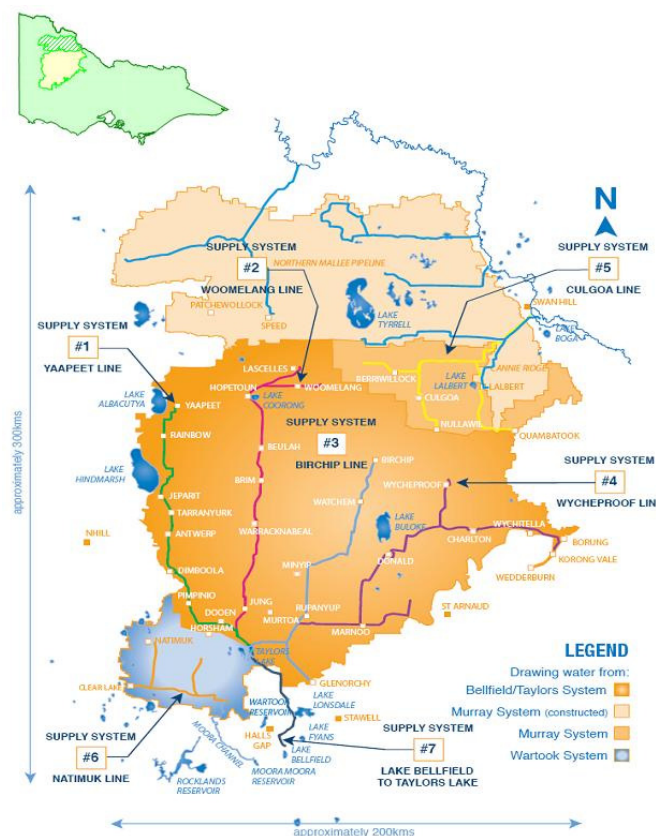 N
SUPPLY SYSTEM
#2
WOOMELANG LINE
NORTHERN MALLEE PIPELINE
SUPPLY SYSTEM
#5
CULGOA LINE
PATCHEWOLLOCK
SPEED
LAKE
TYRRELL
SWAN HILL
LAKE
BOGA
SUPPLY SYSTEM
#1
YAAPEET LINE
LASCELLES
HOPETOUN
WOOMELANG
LAKE
COORONG
BERRIWILLOCK
CULGOA
LAKE
LALBERT
LALBERT
CANNIE RIDGE
NULLAWIL
QUAMBATOOK
LAKE
ALBACUTYA
YAAPEET
RAINBOW
SUPPLY SYSTEM
#3
BIRCHIP LINE
BEULAH
BIRCHIP
LAKE
HINDMARSH
BRIM
WYCHEPROOF
SUPPLY SYSTEM
#4
WYCHEPROOF LIN
JEPARIT
TARRANYURK
WATCHEM
LAKE
BULOKE
WARRACKNABEAL
NHILL
ANTWERP
CHARLTON
WYCHITELLA
BORUNG
KORONG VALE
WEDDERBURN
DONALD
DIMBOOLA
MINYIP
PIMPINIO
JUNG
DOOEN
HORSHAM
MURTOA
RUPANYUP
MARNOO
ST ARNAUD
NATIMUK
TAYLORS
LAKE
CLEAR LAKE
GLENORCHY
WARTOOK
RESERVOIR
LAKE
LONSDALE
STAWELL
HALLS
GAP
LAKE
FYANS
LAKE
BELLFIELD
MOORA CHANNEL
MOORA MOORA
RESERVOIR
ROCKLANDS
RESERVOIR
SUPPLY SYSTEM
#6
NATIMUK LINE
SUPPLY SYSTEM
#7
LAKE BELLFIELD
TO TAYLORS LAKE
LEGEND
Drawing water from:
Bellfield/Taylors System
Murray System (constructed)
Murray System
Wartook System
approximately 300kms
approximately 200kms